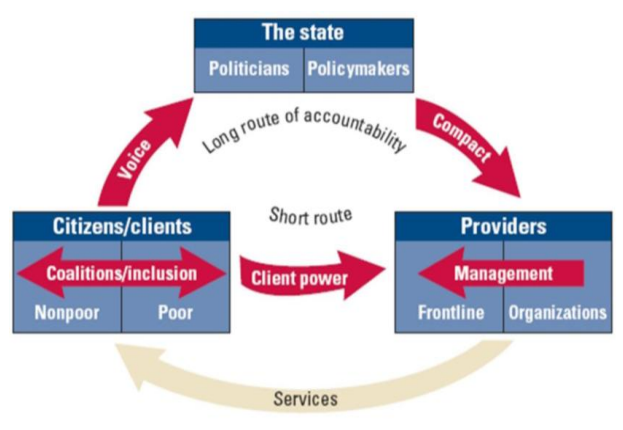 The state
Politicians Policymakers
Long route of accountability
Voice
Compact
Short route
Citizens/clients
Coalitions/inclusion
Nonpoor Poor
Client power
Providers
Management
Frontline Organizations
Services